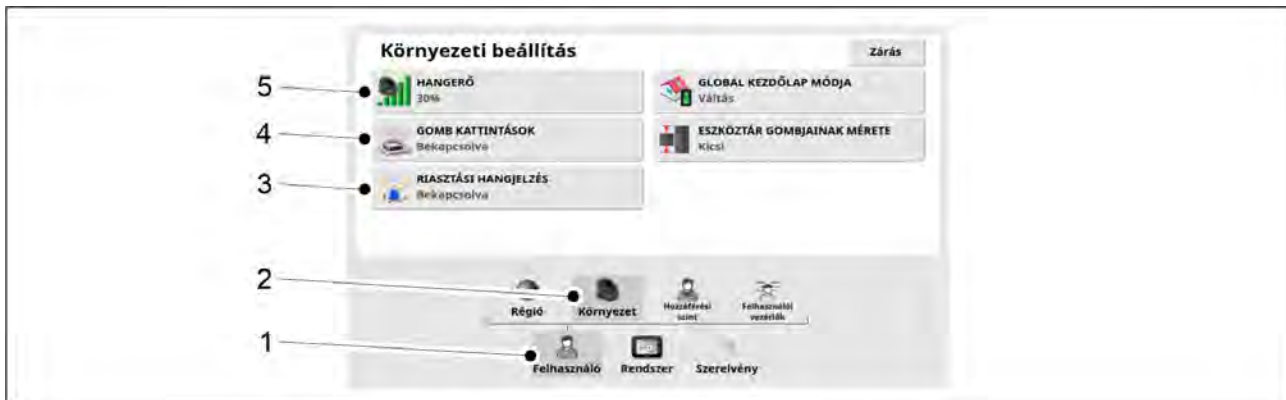 Környezeti beállítás
Zárás
5
HANGERŐ
30%
GLOBAL KEZDŐLAP MÓDJA
Váltás
4
GOMB KATTINTÁSOK
Bekapcsolva
ESZKÖZTÁR GOMBJAINAK MÉRETE
Kicsi
3
RIASZTÁSI HANGJELZÉS
Bekapcsolva
2
Régió
Környezet
Hozzáférési
szint
Felhasználói
vezérlők
1
Felhasználó
Rendszer
Szerelvény